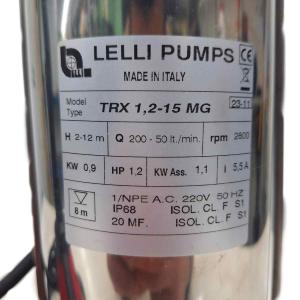 LELLI PUMPS
MADE IN ITALY
CE
Model
Type
TRX 1,2-15 MG
23-11
H 2-12 m Q 200 - 50 lt./min. rpm 2800
KW 0,9 HP 1,2 KW Ass. 1,1 I 5,5 A
1/NPE A.C. 220V 50 HZ
8 m
IP68 ISOL. CL. F S1
20 MF. ISOL. CL. F S1